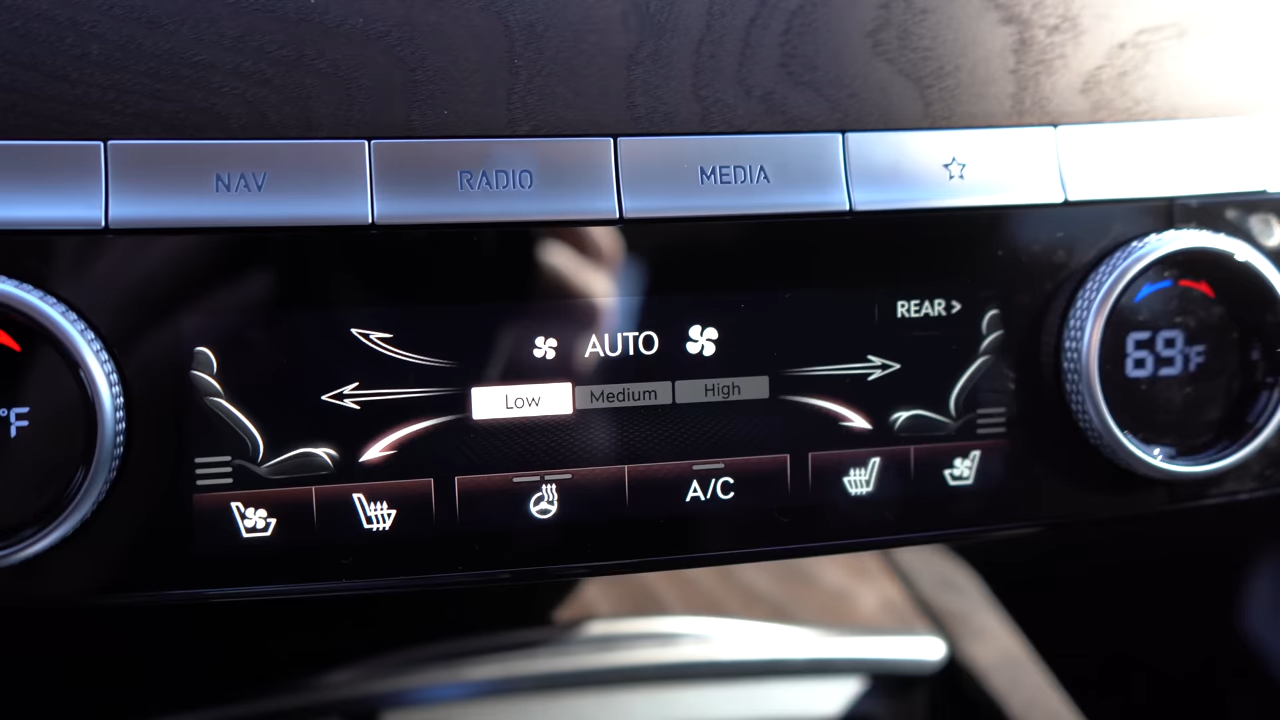 NAV
RADIO
MEDIA
REAR >
AUTO
69°F
Low
Medium
High
°F
A/C